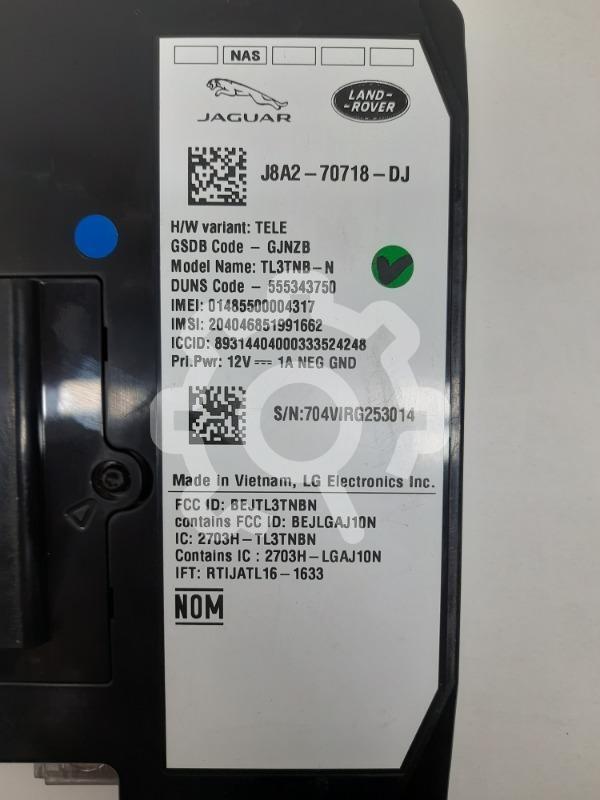 NAS
JAGUAR
LAND-
-ROVER
J8A2-70718-DJ
H/W variant: TELE
GSDB Code - GJNZB
Model Name: TL3TNB-N
DUNS Code - 555343750
IMEI: 01485500004317
IMSI: 204046851991662
ICCID: 89314404000333524248
Pri.Pwr: 12V⎓ 1A NEG GND
S/N:704VIRG253014
Made in Vietnam, LG Electronics Inc.
FCC ID: BEJTL3TNBN
contains FCC ID: BEJLGAJ10N
IC: 2703H-TL3TNBN
Contains IC : 2703H-LGAJ10N
IFT: RTIJATL16-1633
NOM